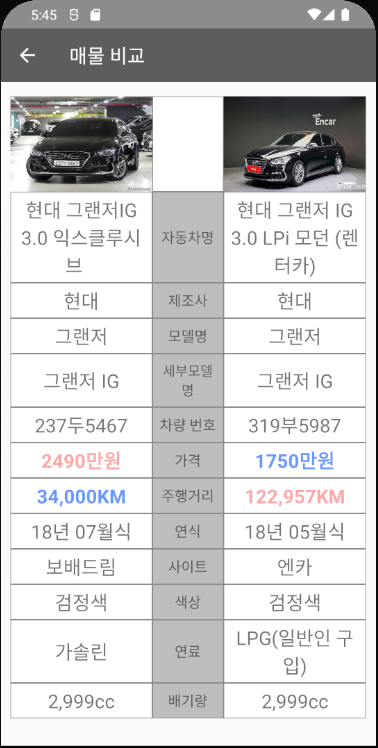 5:45
매물 비교
Encar
현대 그랜저IG 3.0 익스클루시브 자동차명 현대 그랜저 IG 3.0 LPi 모던 (렌터카)
현대 제조사 현대
그랜저 모델명 그랜저
그랜저 IG 세부모델명 그랜저 IG
237두5467 차량 번호 319부5987
2490만원 가격 1750만원
34,000KM 주행거리 122,957KM
18년 07월식 연식 18년 05월식
보배드림 사이트 엔카
검정색 색상 검정색
가솔린 연료 LPG(일반인 구입)
2,999cc 배기량 2,999cc